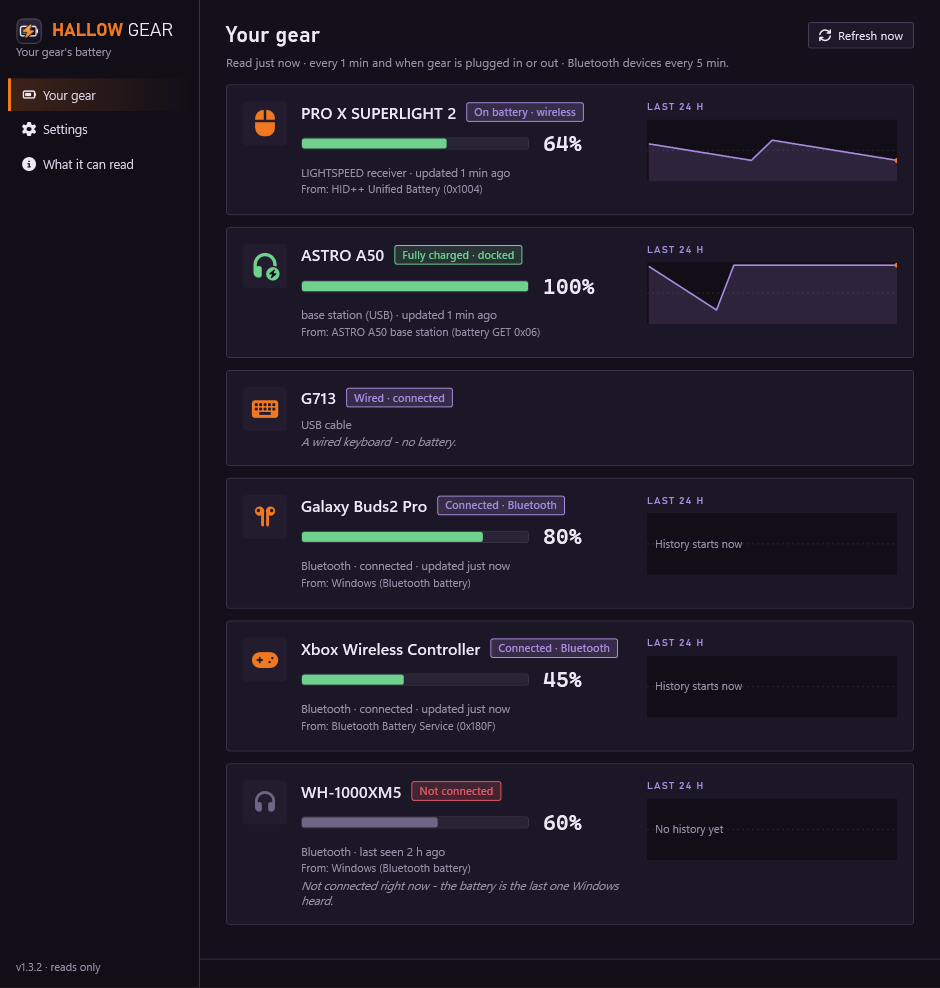 HALLOW GEAR
Your gear's battery
Your gear
Settings
What it can read
v1.3.2 · reads only
Your gear
Refresh now
Read just now · every 1 min and when gear is plugged in or out · Bluetooth devices every 5 min.
PRO X SUPERLIGHT 2
On battery · wireless
64%
LIGHTSPEED receiver · updated 1 min ago
From: HID++ Unified Battery (0x1004)
LAST 24 H
ASTRO A50
Fully charged · docked
100%
base station (USB) · updated 1 min ago
From: ASTRO A50 base station (battery GET 0x06)
LAST 24 H
G713
Wired · connected
USB cable
A wired keyboard - no battery.
Galaxy Buds2 Pro
Connected · Bluetooth
80%
Bluetooth · connected · updated just now
From: Windows (Bluetooth battery)
LAST 24 H
History starts now
Xbox Wireless Controller
Connected · Bluetooth
45%
Bluetooth · connected · updated just now
From: Bluetooth Battery Service (0x180F)
LAST 24 H
History starts now
WH-1000XM5
Not connected
60%
Bluetooth · last seen 2 h ago
From: Windows (Bluetooth battery)
Not connected right now - the battery is the last one Windows
heard.
LAST 24 H
No history yet